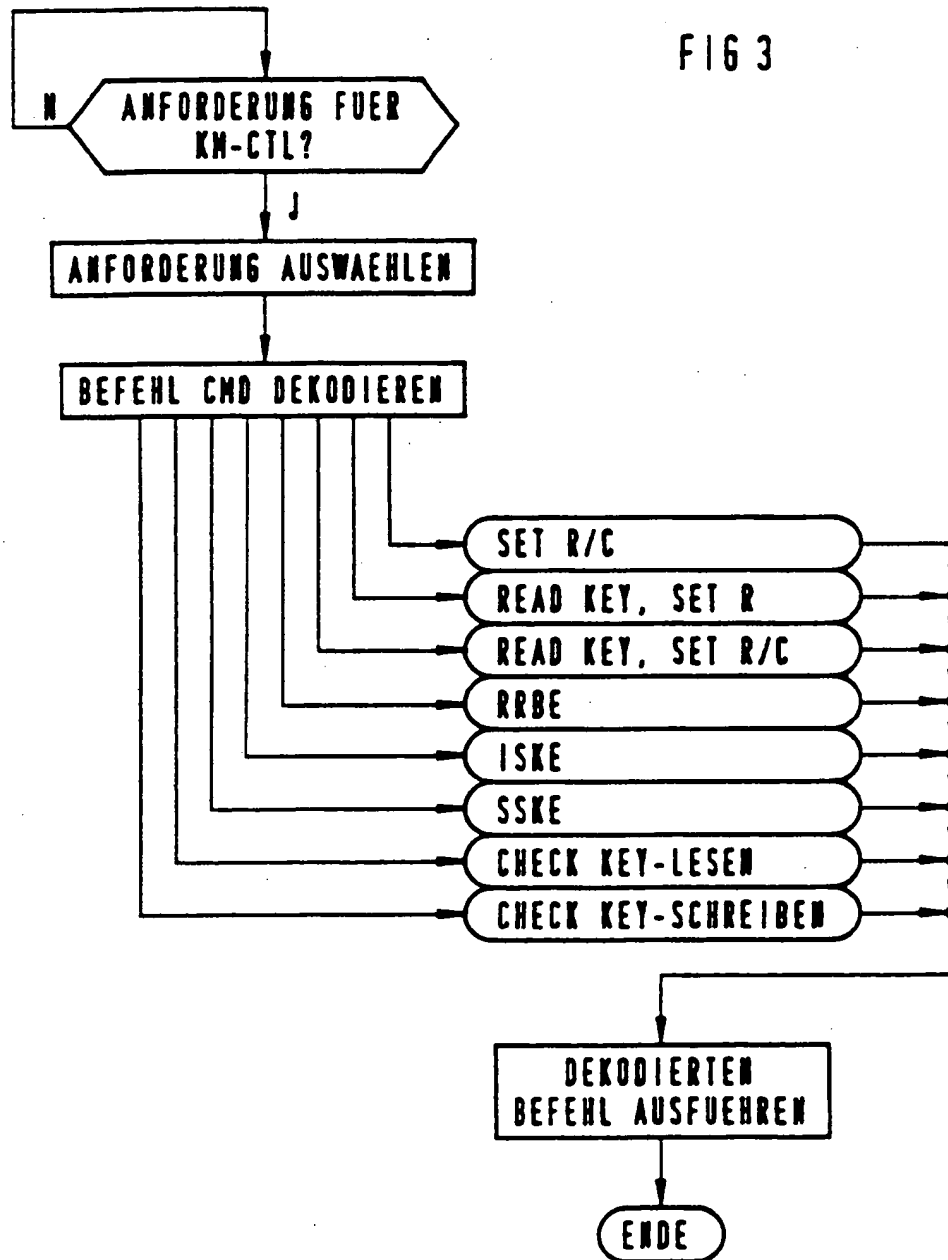 FIG 3
ANFORDERUNG FUER
KM-CTL?
N
J
ANFORDERUNG AUSWAEHLEN
BEFEHL CMD DEKODIEREN
SET R/C
READ KEY, SET R
READ KEY, SET R/C
RRBE
ISKE
SSKE
CHECK KEY-LESEN
CHECK KEY-SCHREIBEN
DEKODIERTEN
BEFEHL AUSFUEHREN
ENDE